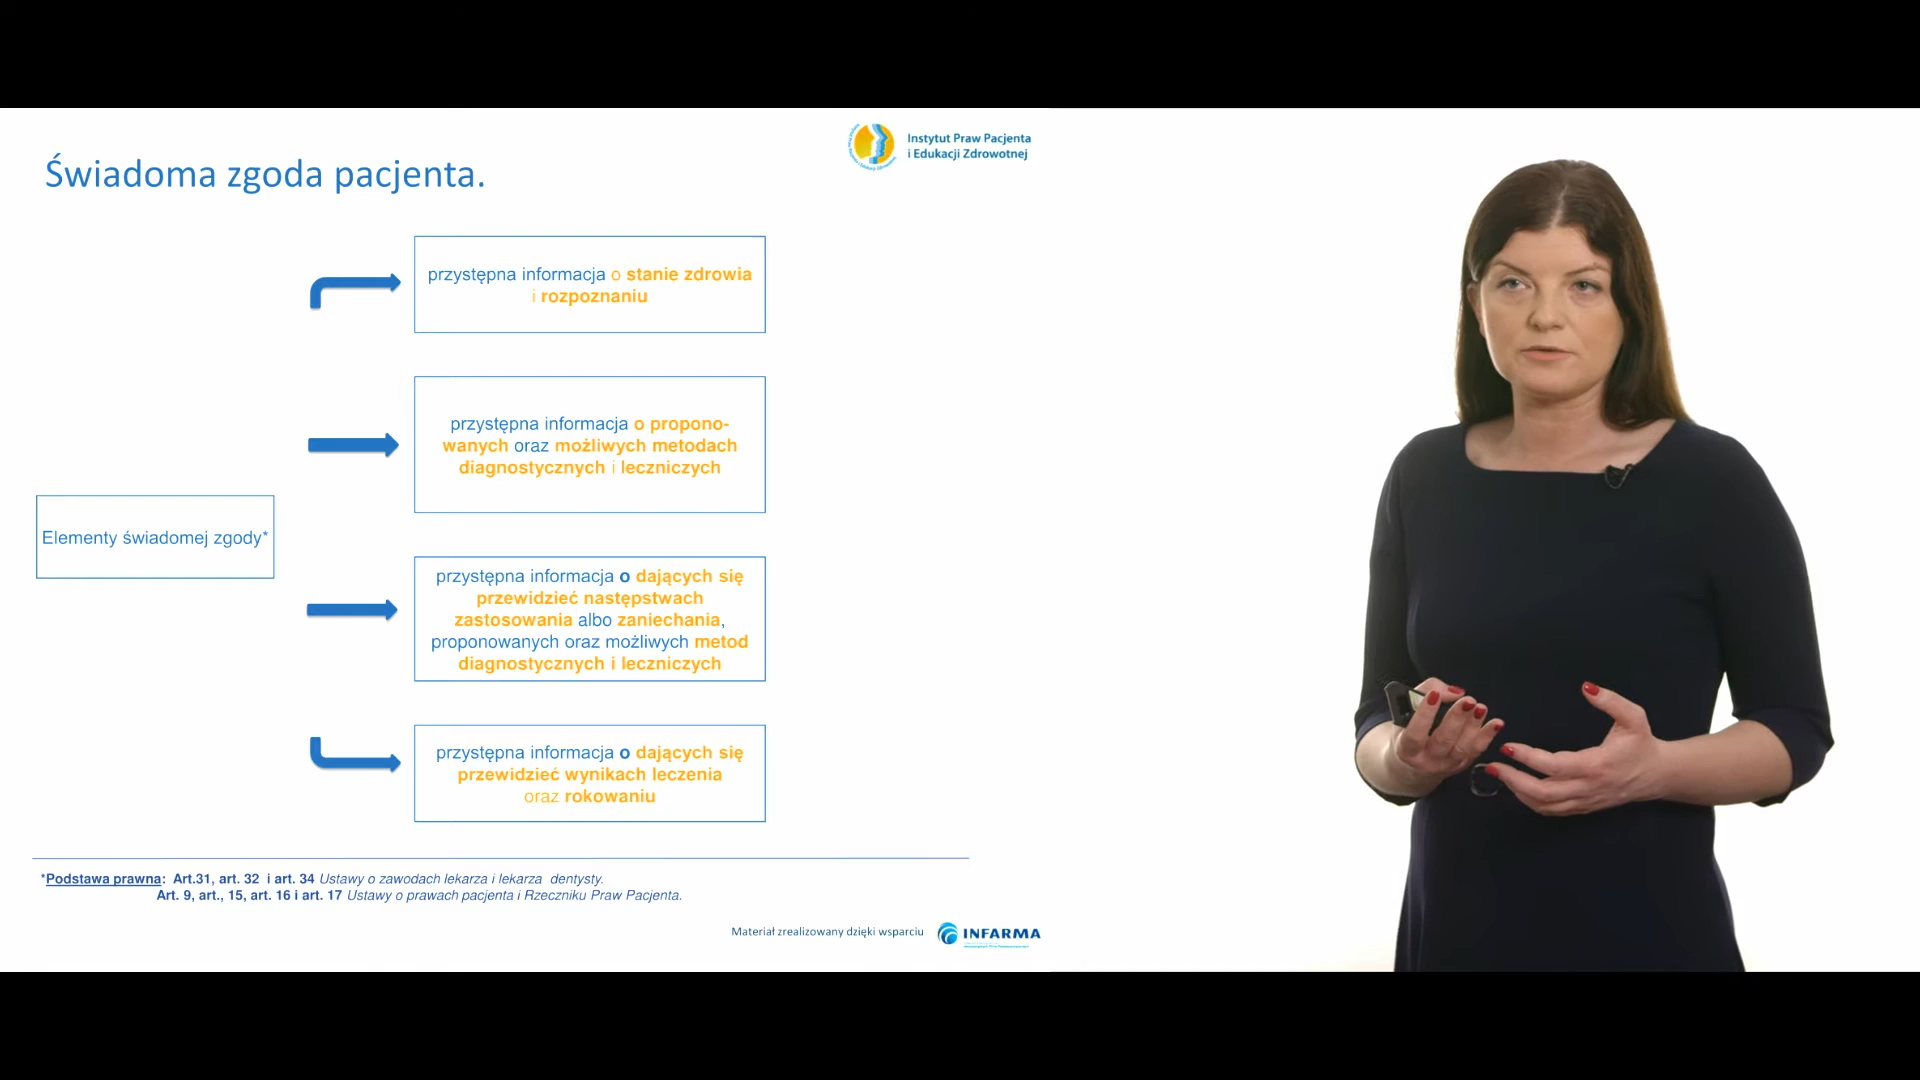 Instytut Praw Pacjenta
i Edukacji Zdrowotnej
Świadoma zgoda pacjenta.
przystępna informacja o stanie zdrowia
i rozpoznaniu
przystępna informacja o propono-
wanych oraz możliwych metodach
diagnostycznych i leczniczych
Elementy świadomej zgody*
przystępna informacja o dających się
przewidzieć następstwach
zastosowania albo zaniechania,
proponowanych oraz możliwych metod
diagnostycznych i leczniczych
przystępna informacja o dających się
przewidzieć wynikach leczenia
oraz rokowaniu
*Podstawa prawna: Art.31, art. 32 i art. 34 Ustawy o zawodach lekarza i lekarza dentysty.
Art. 9, art., 15, art. 16 i art. 17 Ustawy o prawach pacjenta i Rzeczniku Praw Pacjenta.
Materiał zrealizowany dzięki wsparciu
INFARMA